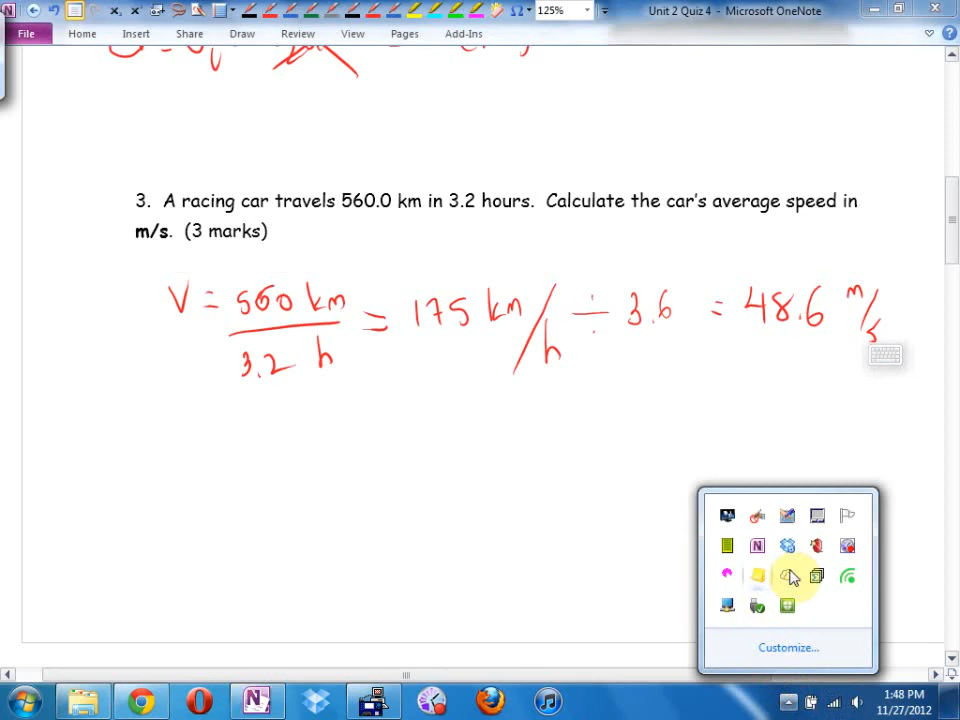 125% Unit 2 Quiz 4 - Microsoft OneNote
File Home Insert Share Draw Review View Pages Add-Ins
3. A racing car travels 560.0 km in 3.2 hours. Calculate the car's average speed in
m/s. (3 marks)
V = 560 km / 3.2 h = 175 km/h ÷ 3.6 = 48.6 m/s
Customize...
1:48 PM
11/27/2012